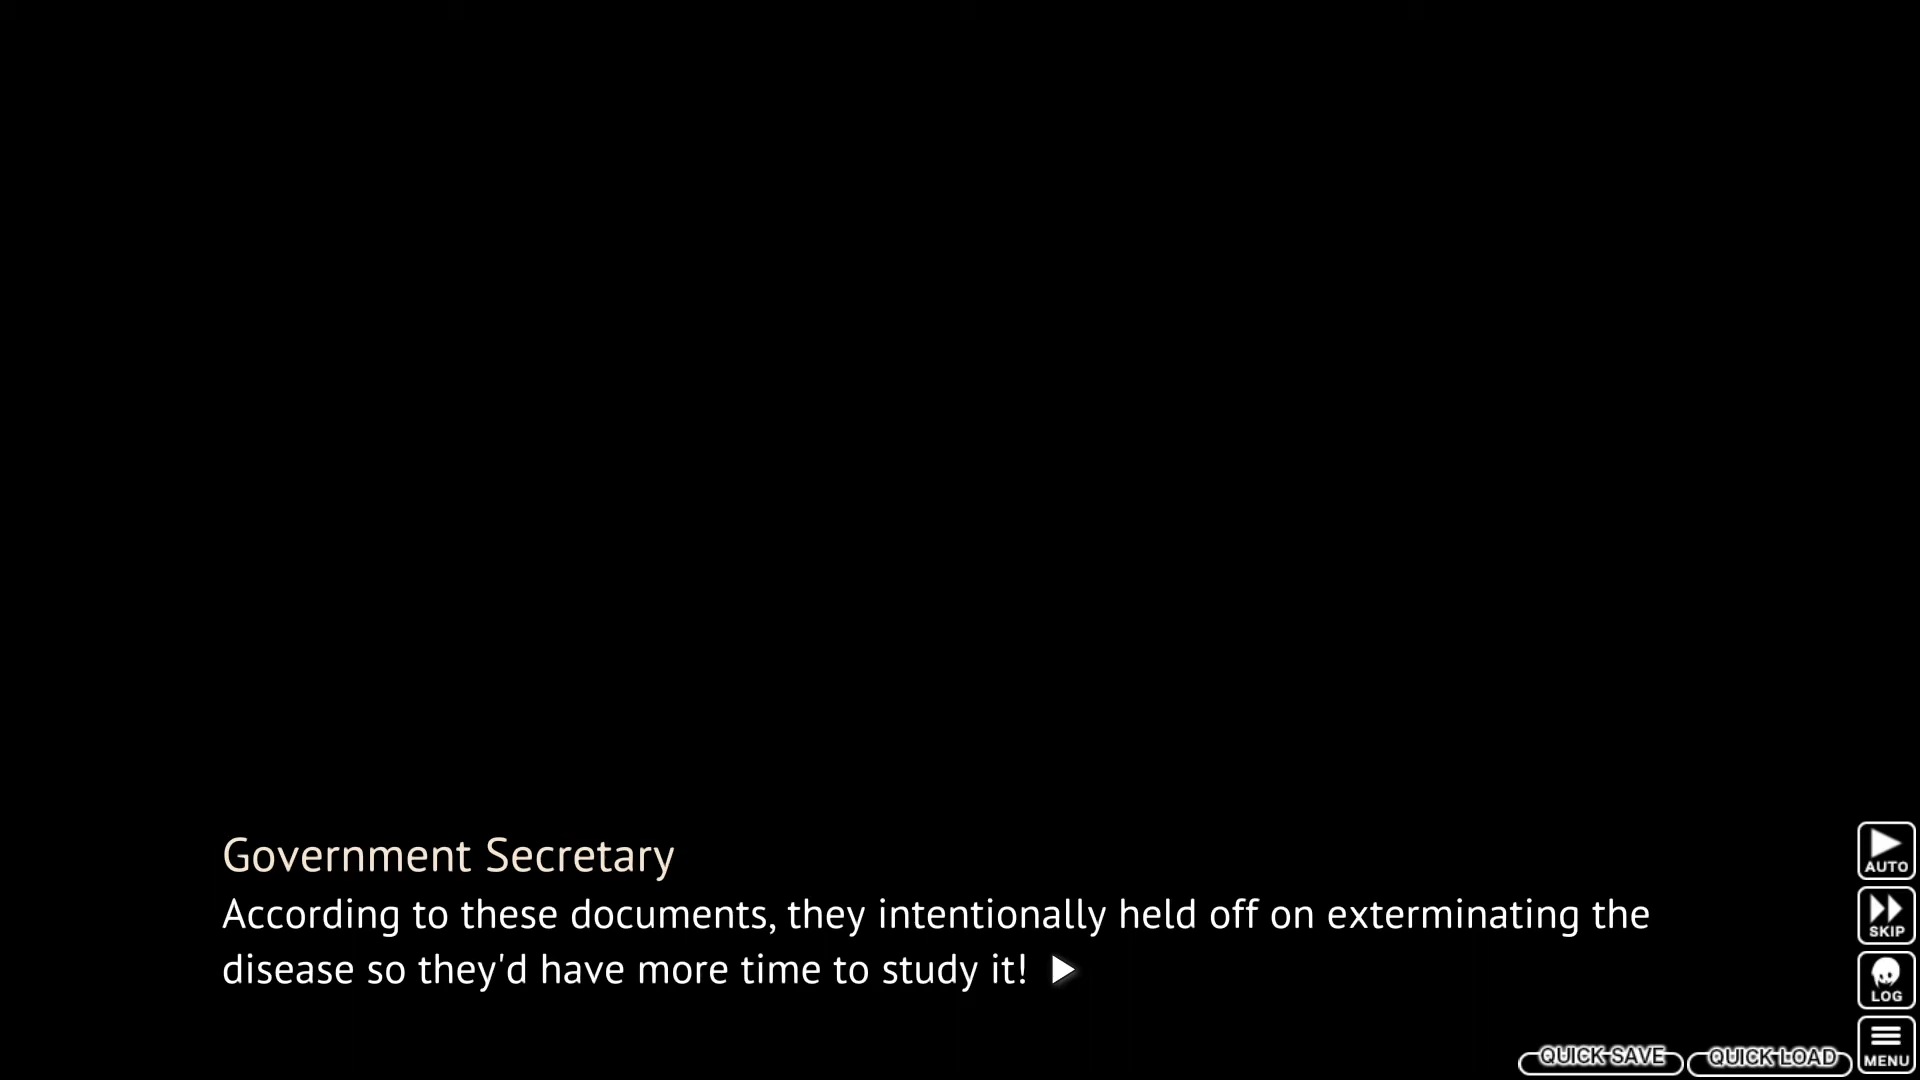 Government Secretary
According to these documents, they intentionally held off on exterminating the
disease so they'd have more time to study it!
AUTO
SKIP
LOG
MENU
QUICK SAVE
QUICK LOAD